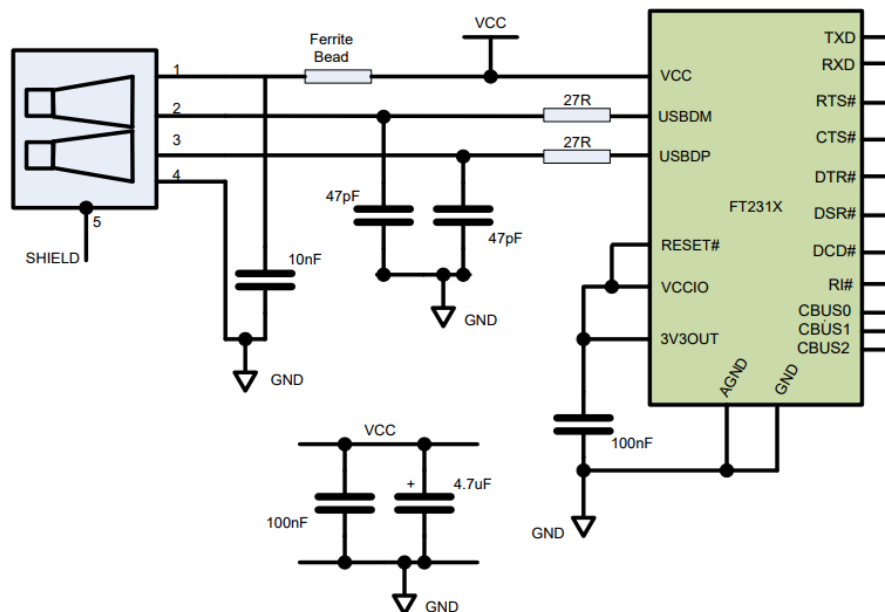 VCC
Ferrite
Bead
1
2
3
4
5
SHIELD
27R
27R
47pF
47pF
10nF
GND
GND
VCC
USBDM
USBDP
RESET#
VCCIO
3V3OUT
FT231X
AGND
GND
TXD
RXD
RTS#
CTS#
DTR#
DSR#
DCD#
RI#
CBUS0
CBUS1
CBUS2
100nF
GND
VCC
100nF
+
4.7uF
GND